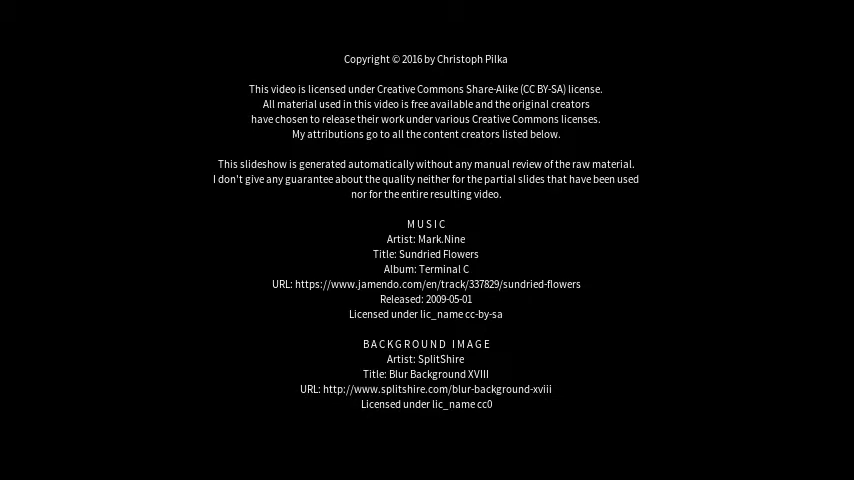 Copyright © 2016 by Christoph Pilka
This video is licensed under Creative Commons Share-Alike (CC BY-SA) license.
All material used in this video is free available and the original creators
have chosen to release their work under various Creative Commons licenses.
My attributions go to all the content creators listed below.
This slideshow is generated automatically without any manual review of the raw material.
I don't give any guarantee about the quality neither for the partial slides that have been used
nor for the entire resulting video.
M U S I C
Artist: Mark.Nine
Title: Sundried Flowers
Album: Terminal C
URL: https://www.jamendo.com/en/track/337829/sundried-flowers
Released: 2009-05-01
Licensed under lic_name cc-by-sa
B A C K G R O U N D   I M A G E
Artist: SplitShire
Title: Blur Background XVIII
URL: http://www.splitshire.com/blur-background-xviii
Licensed under lic_name cc0